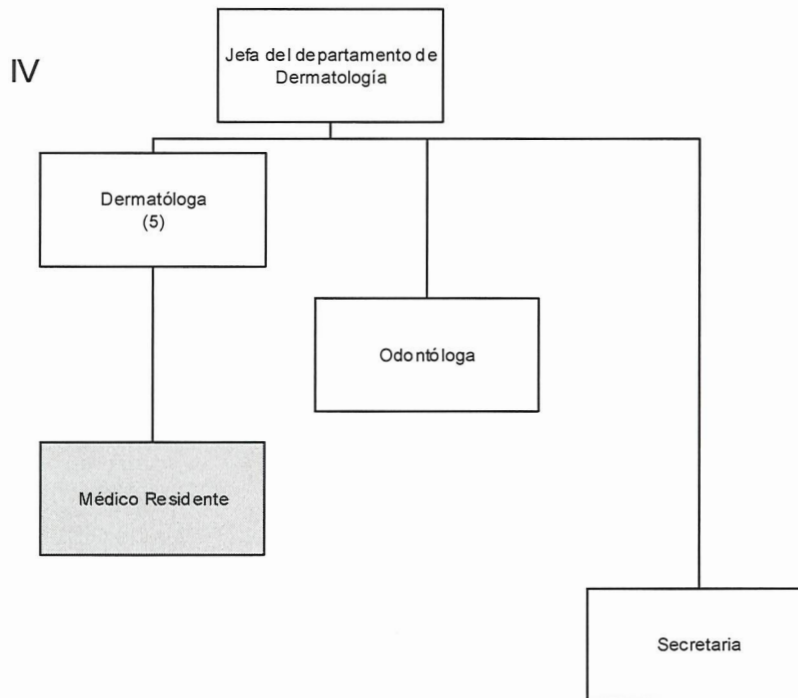 IV
Jefa del departamento de
Dermatología
Dermatóloga
(5)
Odontóloga
Médico Residente
Secretaria